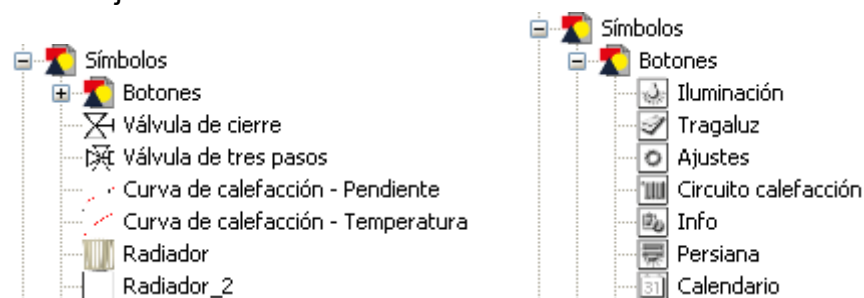 Símbolos
Botones
Válvula de cierre
Válvula de tres pasos
Curva de calefacción - Pendiente
Curva de calefacción - Temperatura
Radiador
Radiador_2
Símbolos
Botones
Iluminación
Tragaluz
Ajustes
Circuito calefacción
Info
Persiana
31 Calendario